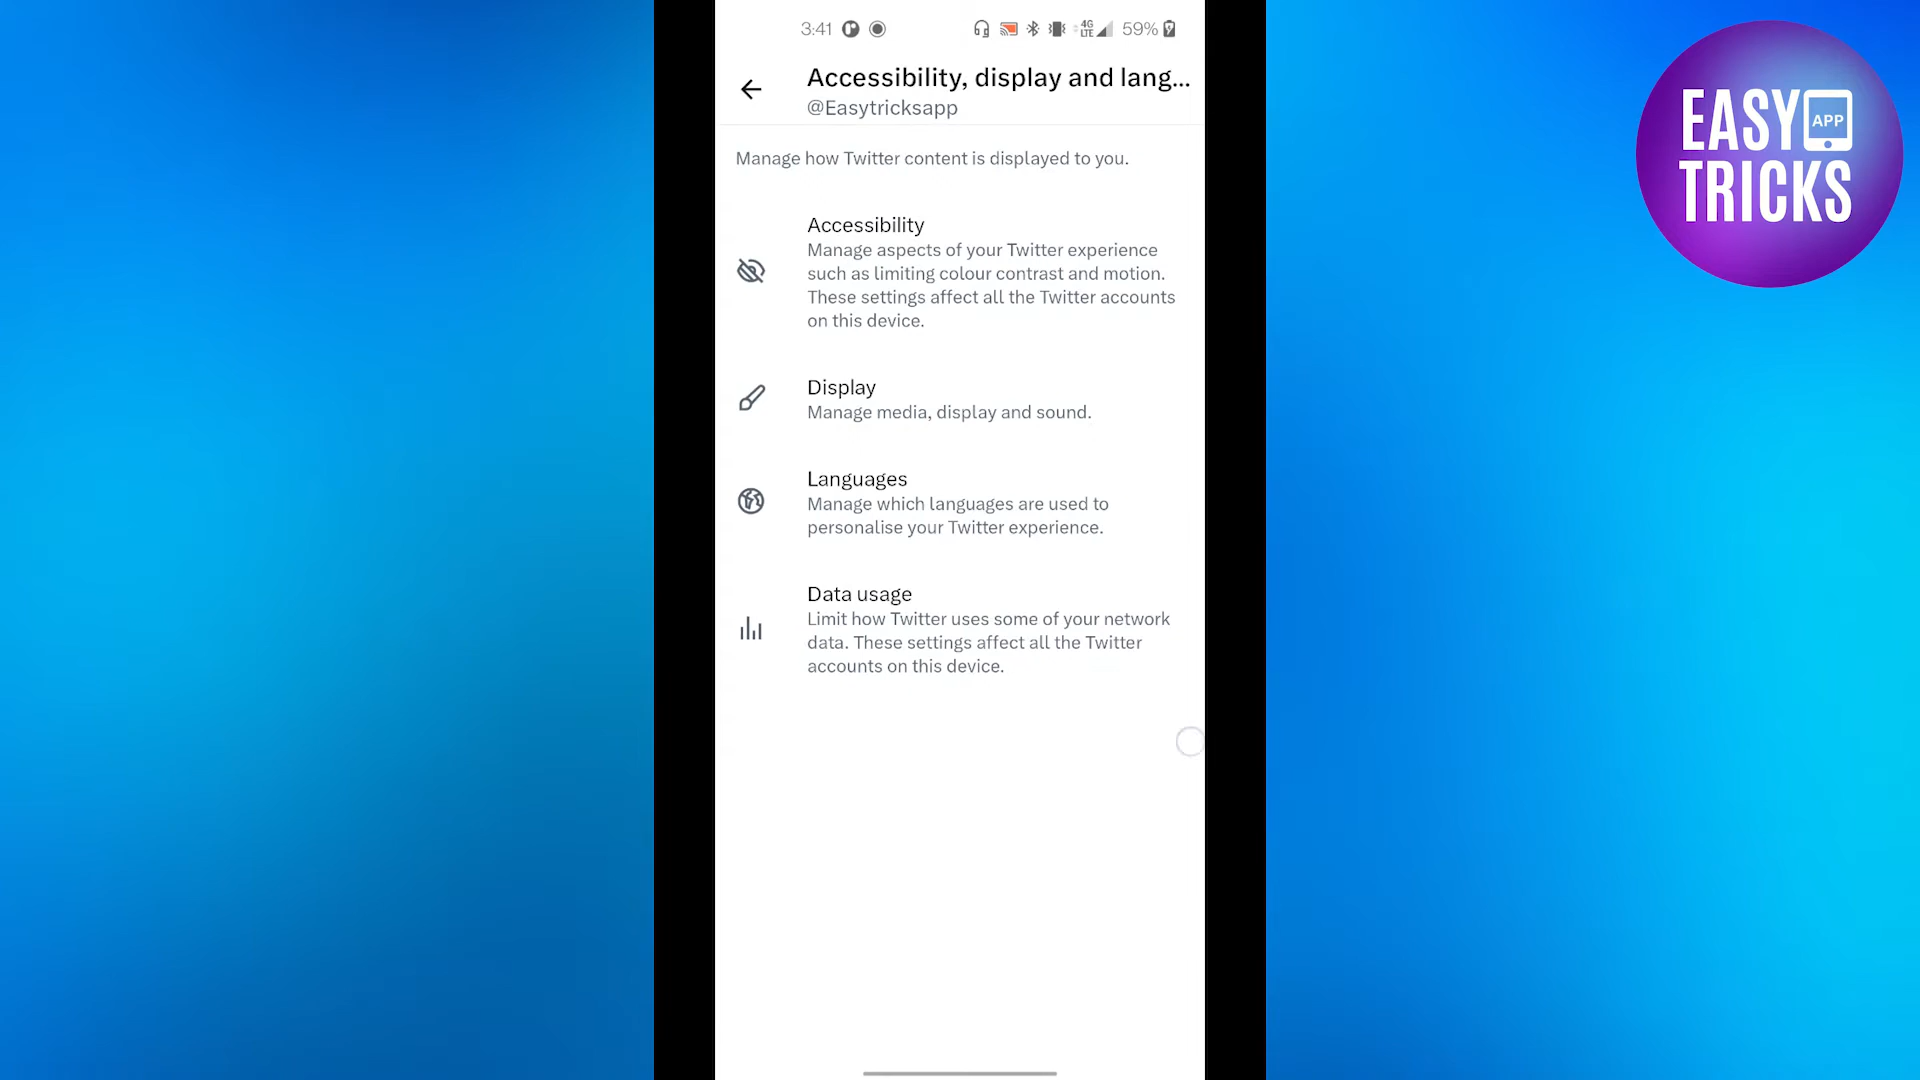 3:41
4G
LTE
59%
Accessibility, display and lang...
@Easytricksapp
Manage how Twitter content is displayed to you.
Accessibility
Manage aspects of your Twitter experience
such as limiting colour contrast and motion.
These settings affect all the Twitter accounts
on this device.
Display
Manage media, display and sound.
Languages
Manage which languages are used to
personalise your Twitter experience.
Data usage
Limit how Twitter uses some of your network
data. These settings affect all the Twitter
accounts on this device.
EASY APP
TRICKS